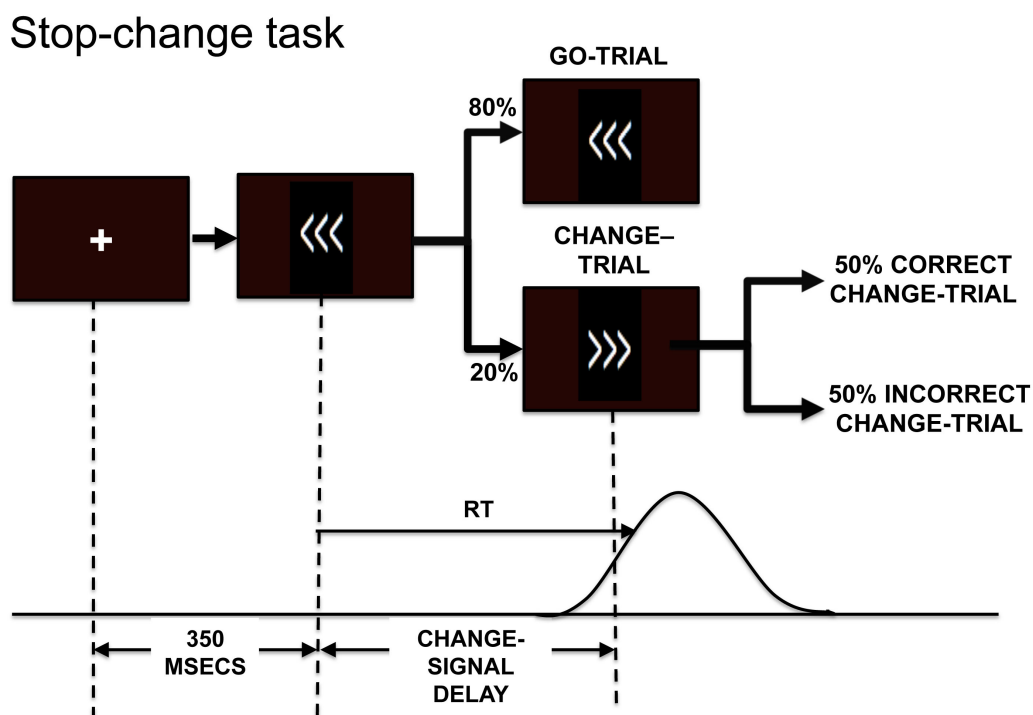 Stop-change task
GO-TRIAL
80%
+
‹‹‹
‹‹‹
CHANGE–
TRIAL
›››
20%
50% CORRECT
CHANGE-TRIAL
50% INCORRECT
CHANGE-TRIAL
RT
350
MSECS
CHANGE-
SIGNAL
DELAY